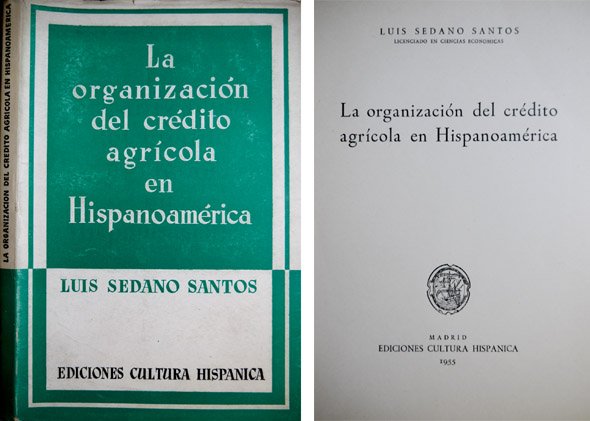 LA ORGANIZACION DEL CREDITO AGRICOLA EN HISPANOAMÉRICA
La
organización
del crédito
agrícola
en
Hispanoamérica
LUIS SEDANO SANTOS
EDICIONES CULTURA HISPANICA
LUIS SEDANO SANTOS
LICENCIADO EN CIENCIAS ECONOMICAS
La organización del crédito
agrícola en Hispanoamérica
MADRID
EDICIONES CULTURA HISPANICA
1955